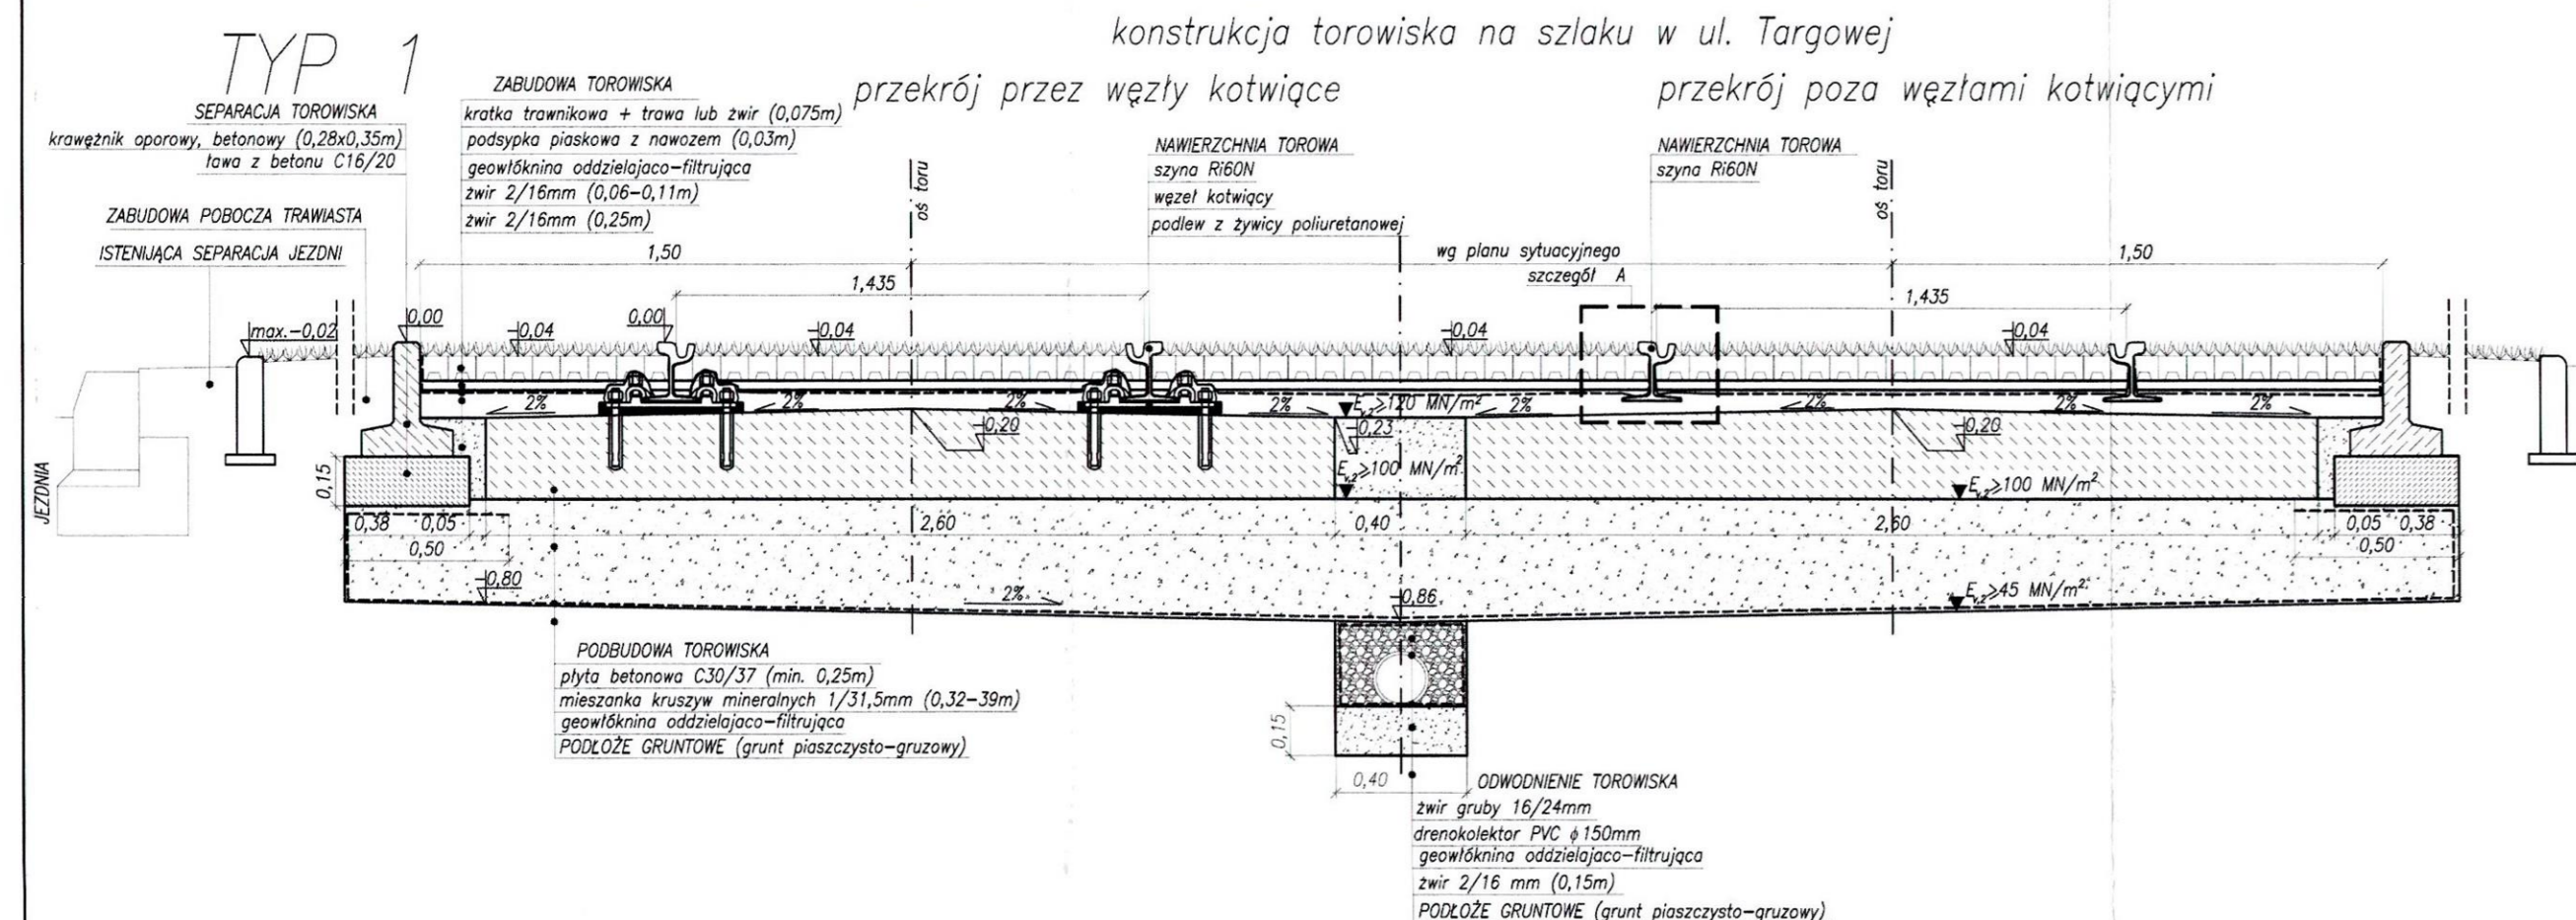 TYP 1
konstrukcja torowiska na szlaku w ul. Targowej
przekrój przez węzły kotwiące
przekrój poza węzłami kotwiącymi
SEPARACJA TOROWISKA
krawężnik oporowy, betonowy (0,28x0,35m)
ława z betonu C16/20
ZABUDOWA POBOCZA TRAWIASTA
ISTENIJĄCA SEPARACJA JEZDNI
ZABUDOWA TOROWISKA
kratka trawnikowa + trawa lub żwir (0,075m)
podsypka piaskowa z nawozem (0,03m)
geowłóknina oddzielajaco-filtrująca
żwir 2/16mm (0,06-0,11m)
żwir 2/16mm (0,25m)
oś toru
NAWIERZCHNIA TOROWA
szyna Ri60N
węzeł kotwiący
podlew z żywicy poliuretanowej
NAWIERZCHNIA TOROWA
szyna Ri60N
oś toru
wg planu sytuacyjnego
szczegół A
1,50
1,50
1,435
1,435
max.-0,02
0,00
-0,04
0,00
-0,04
-0,04
-0,04
2%
2%
2%
2%
E,₂≥120 MN/m²
2%
2%
2%
2%
-0,20
-0,23
-0,20
E,₂≥100 MN/m²
E,₂≥100 MN/m²
JEZDNIA
0,15
0,38
0,05
2,60
0,40
2,60
0,05
0,38
0,50
0,50
-0,80
2%
-0,86
E,₂≥45 MN/m²
PODBUDOWA TOROWISKA
płyta betonowa C30/37 (min. 0,25m)
mieszanka kruszyw mineralnych 1/31,5mm (0,32-39m)
geowłóknina oddzielajaco-filtrująca
PODŁOŻE GRUNTOWE (grunt piaszczysto-gruzowy)
0,15
0,40
ODWODNIENIE TOROWISKA
żwir gruby 16/24mm
drenokolektor PVC ϕ150mm
geowłóknina oddzielajaco-filtrująca
żwir 2/16 mm (0,15m)
PODŁOŻE GRUNTOWE (grunt piaszczysto-gruzowy)